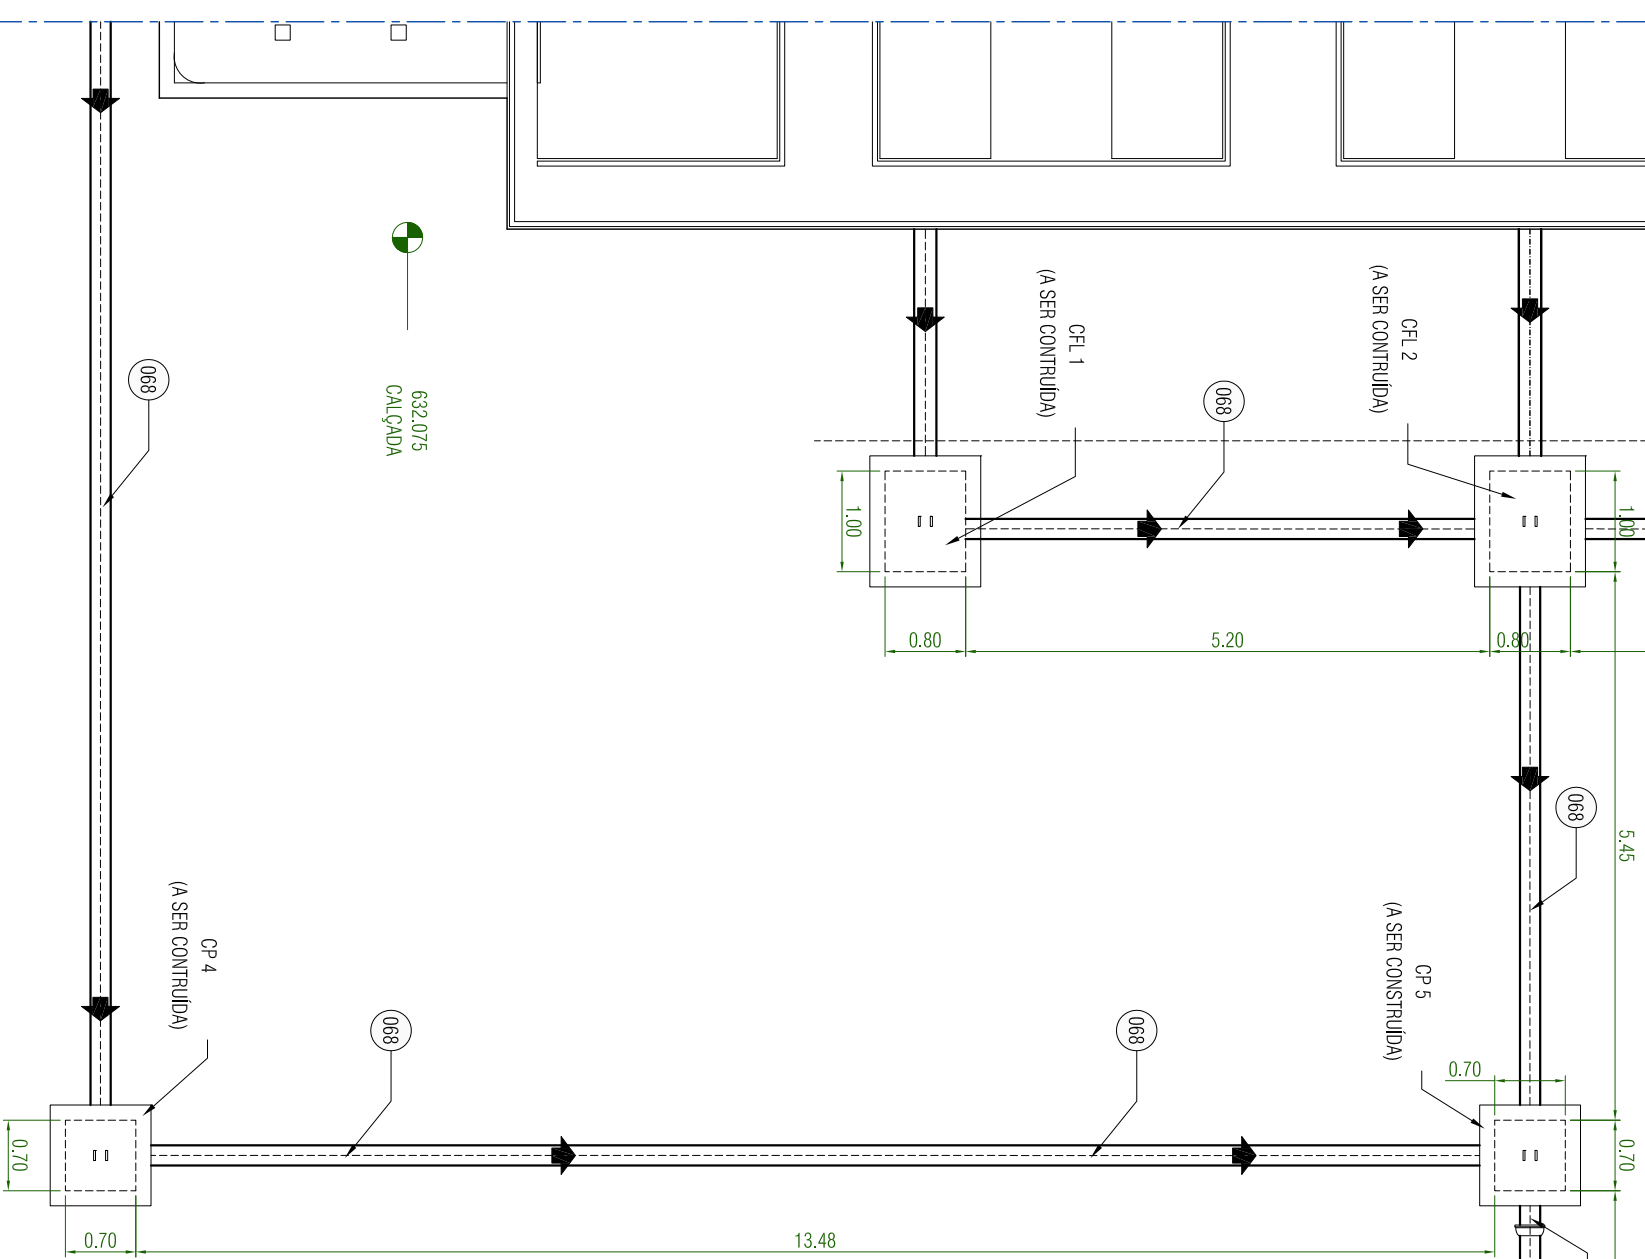 CFL 1
(A SER CONTRUÍDA)
CFL 2
(A SER CONTRUÍDA)
068
068
632.075
CALÇADA
1.00
1.00
0.80
5.20
0.80
068
5.45
CP 4
(A SER CONTRUÍDA)
CP 5
(A SER CONSTRUÍDA)
068
068
0.70
0.70
0.70
0.70
13.48